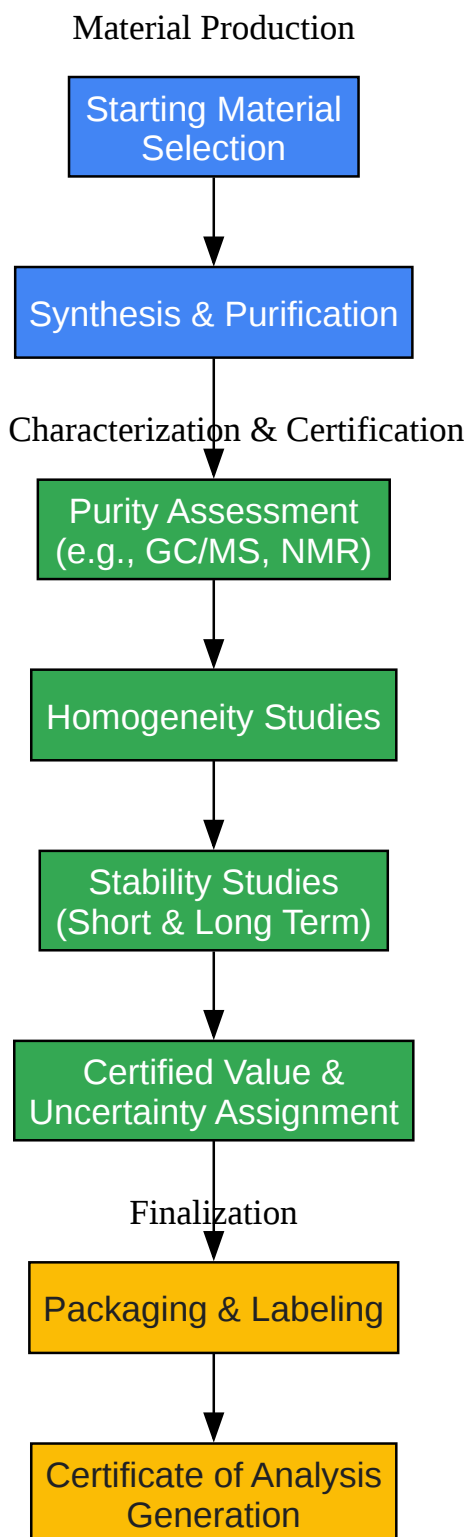 Material Production
Starting Material
Selection
Synthesis & Purification
Characterization & Certification
Purity Assessment
(e.g., GC/MS, NMR)
Homogeneity Studies
Stability Studies
(Short & Long Term)
Certified Value &
Uncertainty Assignment
Finalization
Packaging & Labeling
Certificate of Analysis
Generation